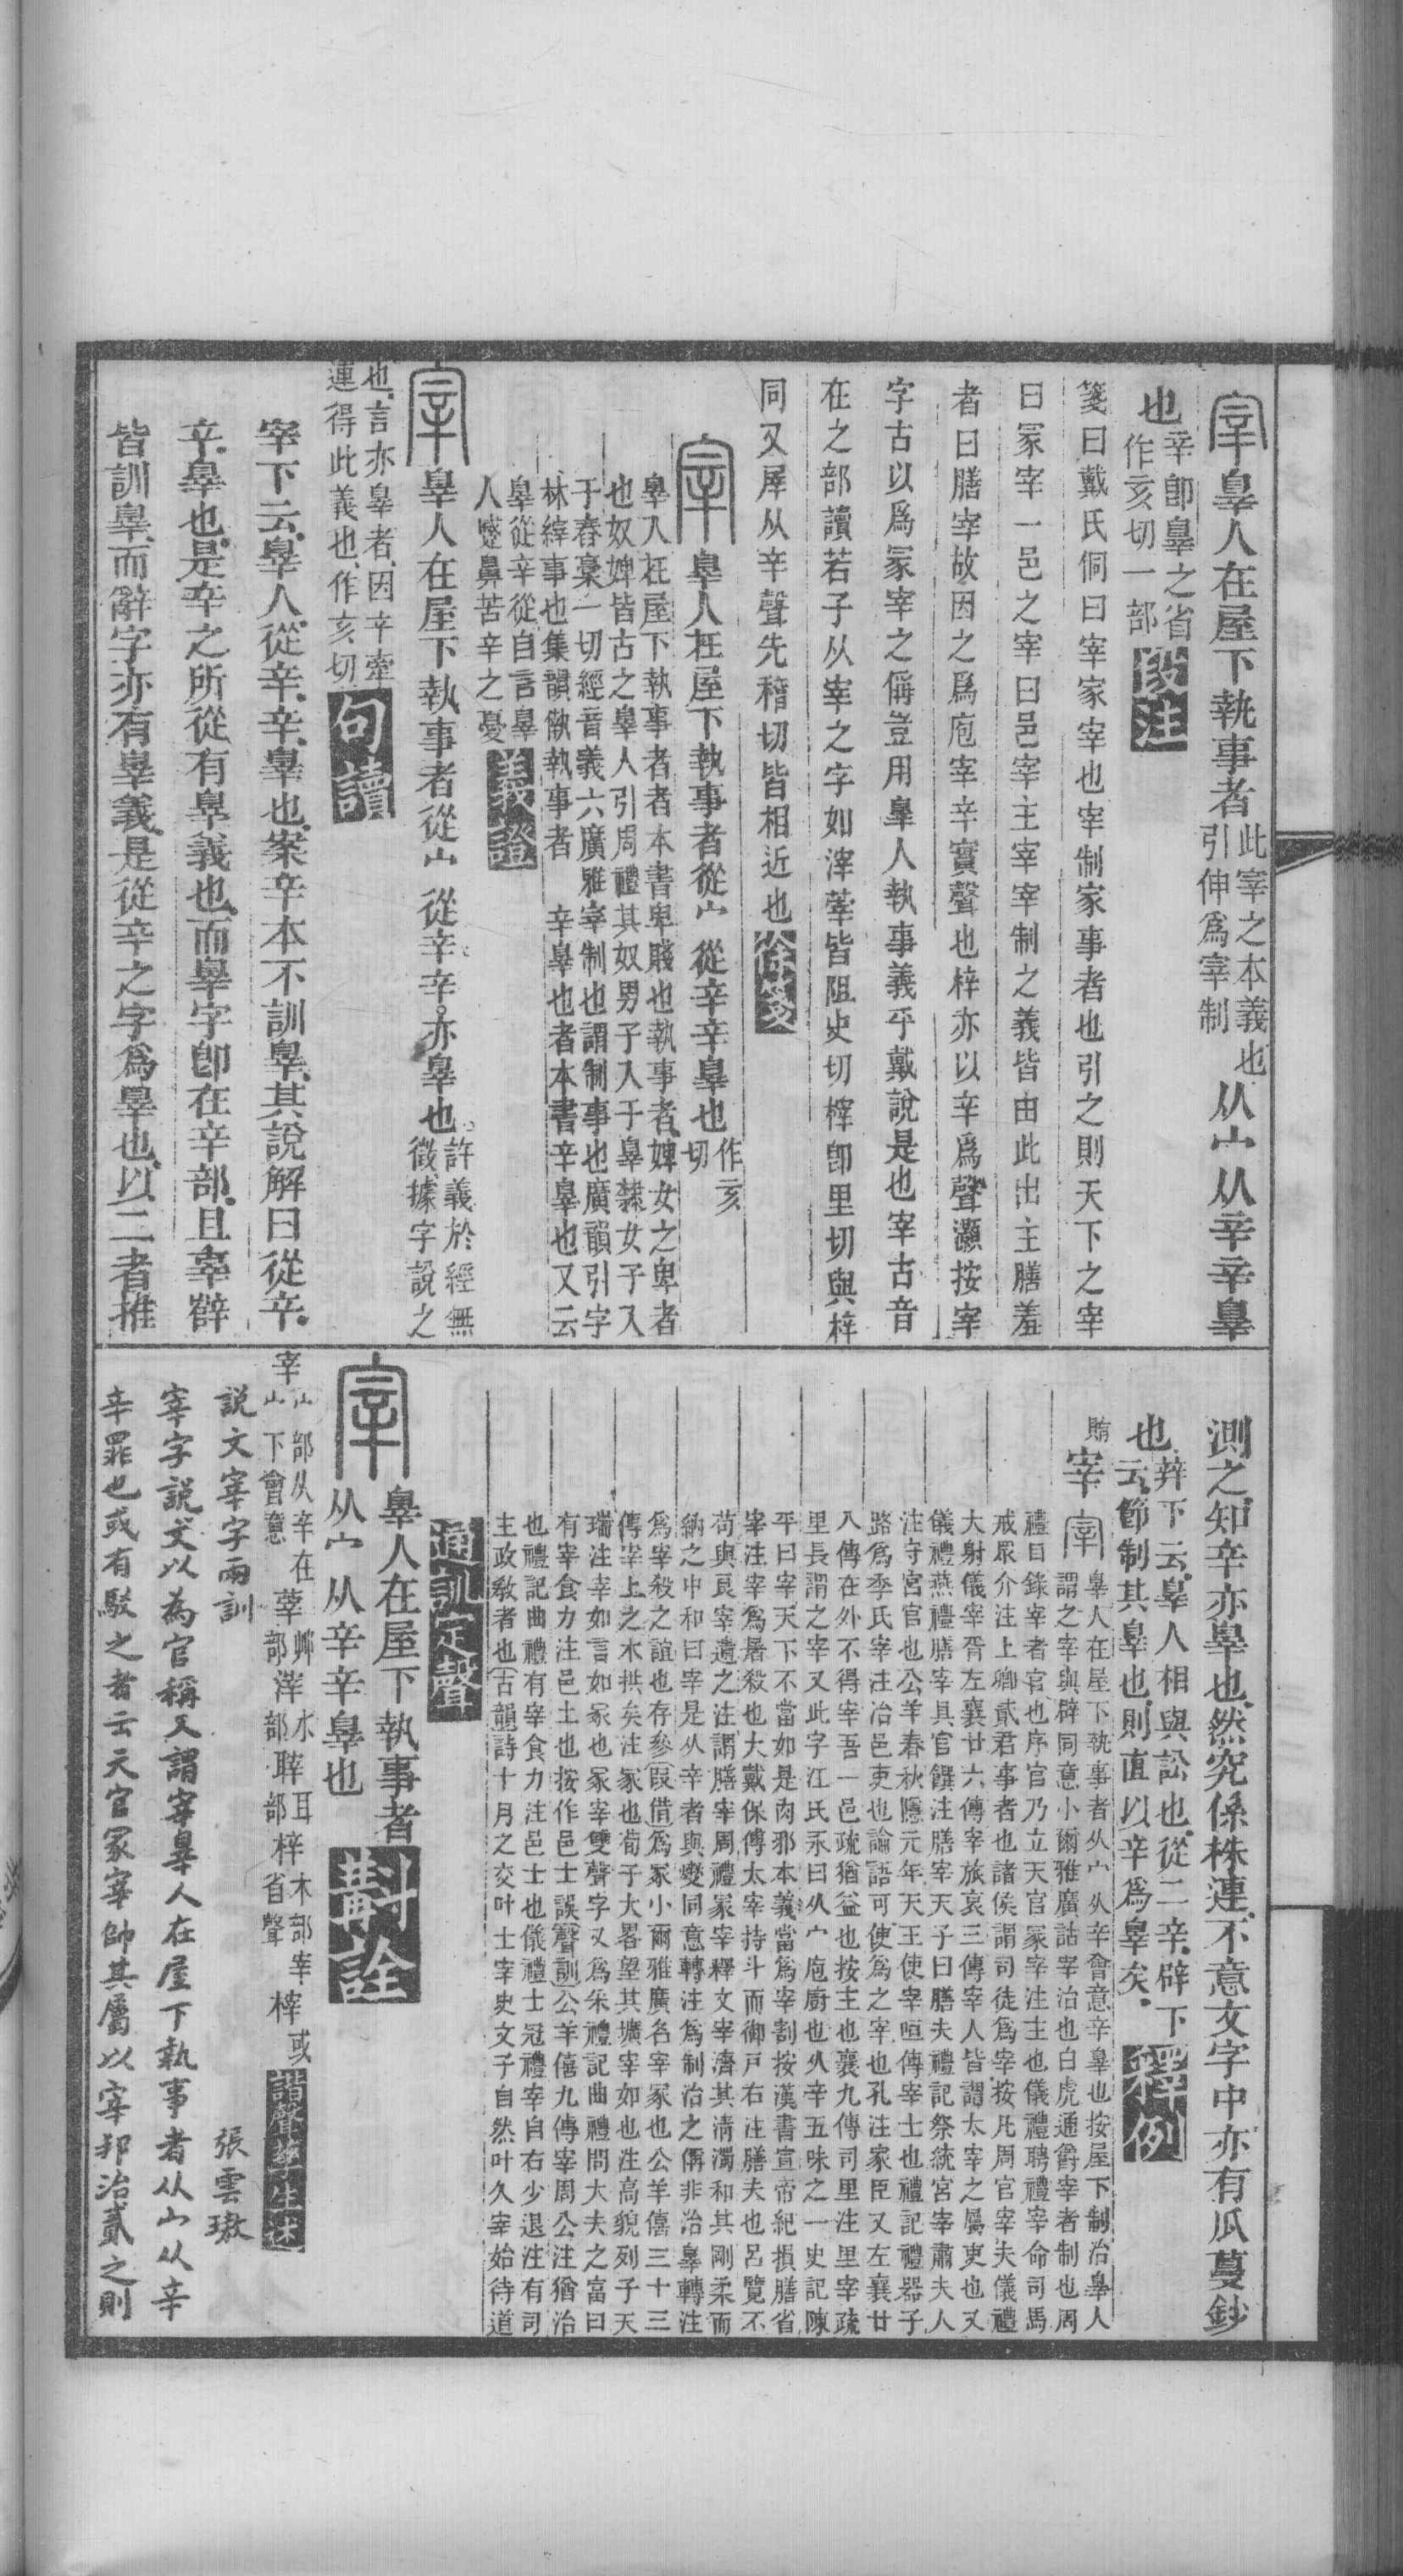 宰辠人在屋下執事者此宰之本義也引伸爲宰制从宀从辛辛辠
也辛卽辠之省作亥切一部段注
箋曰戴氏侗曰宰家宰也宰制家事者也引之則天下之宰
曰冢宰一邑之宰曰邑宰主宰宰制之義皆由此出主膳羞
者曰膳宰故因之爲庖宰辛實聲也梓亦以辛爲聲灝按宰
字古以爲冢宰之偁豈用辠人執事義乎戴說是也宰古音
在之部讀若子从宰之字如滓䔂皆阻史切榟卽里切與梓
同又屖从辛聲先稽切皆相近也徐箋
宰辠人在屋下執事者從宀從辛辛辠也作亥切
辠人在屋下執事者者本書卑賤也執事者婢女之卑者
也奴婢皆古之辠人引周禮其奴男子入于辠隸女子入
于舂槀一切經音義六廣雅宰制也謂制事也廣韻引字
林縡事也集韻㑺執事者 辛辠也者本書辛辠也又云
辠從辛從自言辠
人蹙鼻苦辛之憂義證
宰辠人在屋下執事者從宀從辛辛亦辠也許義於經無徵據字說之
也言亦辠者因辛牽連得此義也作亥切句讀
宰下云辠人從辛辛辠也案辛本不訓辠其說解曰從䇂
䇂辠也是䇂之所從有辠義也而辠字卽在辛部且辜辥
皆訓辠而辭字亦有辠義是從辛之字爲辠也以二者推
測之知辛亦辠也然究係株連不意文字中亦有瓜蔓鈔
也辡下云辠人相與訟也從二辛辟下云節制其辠也則直以辛爲辠矣釋例
賄
宰宰辠人在屋下執事者从宀从辛會意辛辠也按屋下制治辠人
謂之宰與辟同意小爾雅廣詁宰治也白虎通爵宰者制也周
禮目錄宰者官也序官乃立天官冢宰注主也儀禮聘禮宰命司馬
戒眾介注上卿貳君事者也諸侯謂司徒爲宰按凡周官宰夫儀禮
大射儀宰胥左襄廿六傳宰旅哀三傳宰人皆謂太宰之屬吏也又
儀禮燕禮膳宰具官饌注膳宰天子曰膳夫禮記祭統宮宰肅夫人
注守宮官也公羊春秋隱元年天王使宰咺傳宰士也禮記禮器子
路爲季氏宰注治邑吏也論語可使爲之宰也孔注家臣又左襄廿
八傳在外不得宰吾一邑疏猶益也按主也襄九傳司里注里宰疏
里長謂之宰又此字江氏永曰从宀庖廚也从辛五味之一史記陳
平曰宰天下不當如是肉邪本義當爲宰割按漢書宣帝紀損膳省
宰注宰爲屠殺也大戴保傅太宰持斗而御戶右注膳夫也呂覽不
苟與良宰遺之注謂膳宰周禮冢宰釋文宰濟其淸濁和其剛柔而
納之中和曰宰是从辛者與燮同意轉注爲制治之偁非治辠轉注
爲宰殺之誼也存參叚借爲冢小爾雅廣名宰冢也公羊僖三十三
傳宰上之木拱矣注冢也荀子大畧望其壙宰如也注高貌列子天
瑞注宰如言如冢也冢宰雙聲字又爲采禮記曲禮問大夫之富曰
有宰食力注邑土也按作邑士誤聲訓公羊僖九傳宰周公注猶治
也禮記曲禮有宰食力注邑士也儀禮士冠禮宰自右少退注有司
主政敎者也古韻詩十月之交叶士宰史文子自然叶久宰始待道
通訓定聲
宰辠人在屋下執事者
从宀从辛辛辠也斠詮
宰宀部从辛在宀下會意䔂艸部滓水部聹耳部梓木部宰省聲榟或諧聲補生述
説文宰字兩訓 張雲璈
宰字説文以為官稱又謂宰辠人在屋下執事者从宀从辛
辛罪也或有駁之者云天官冢宰帥其屬以宰邦治貳之則